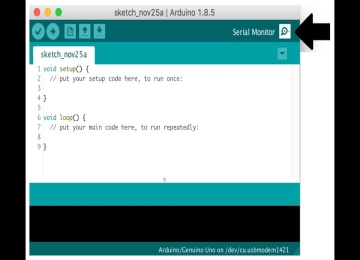 sketch_nov25a | Arduino 1.8.5
Serial Monitor
sketch_nov25a
1 void setup() {
2 // put your setup code here, to run once:
3
4 }
5
6 void loop() {
7 // put your main code here, to run repeatedly:
8
9 }
Arduino/Genuino Uno on /dev/cu.usbmodem1421